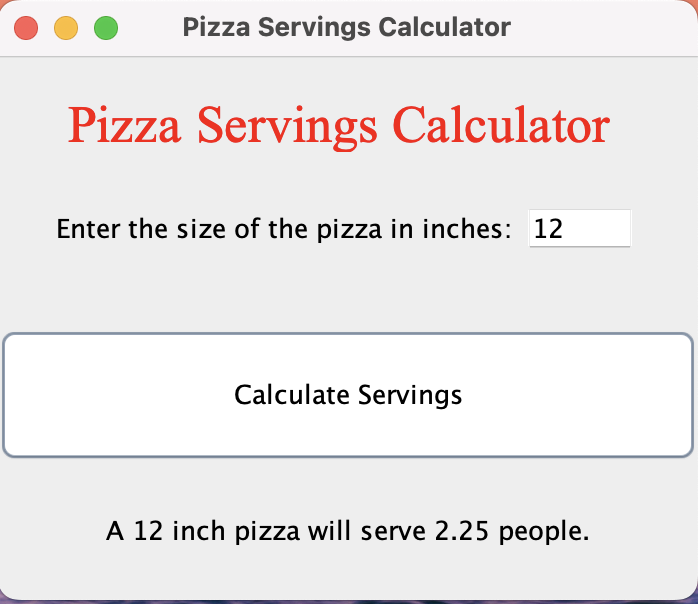 Pizza Servings Calculator
Pizza Servings Calculator
Enter the size of the pizza in inches: 12
Calculate Servings
A 12 inch pizza will serve 2.25 people.